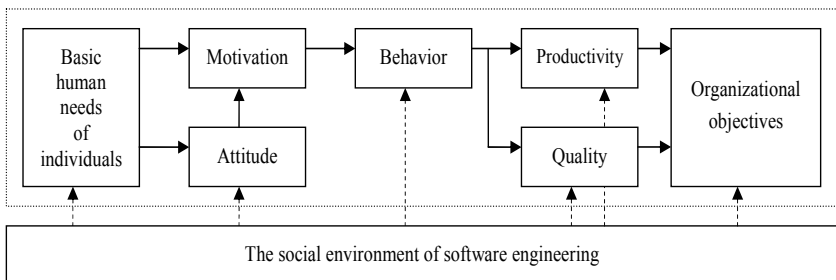 Basic
human
needs
of
individuals
Motivation
Attitude
Behavior
Productivity
Quality
Organizational
objectives
The social environment of software engineering